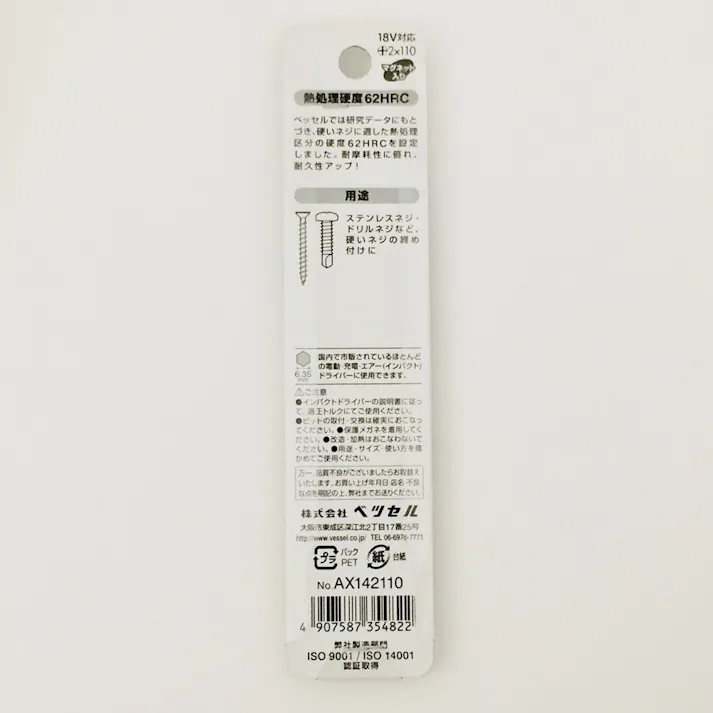 18V対応
2×110
マグネット
入り
熱処理硬度62HRC
ベッセルでは研究データにもと
づき、硬いネジに適した熱処理
区分の硬度62HRCを設定
しました。耐摩耗性に優れ、
耐久性アップ!
用途
ステンレスネジ・
ドリルネジなど、
硬いネジの締め
付けに
国内で市販されているほとんど
の電動・充電・エアー(インパクト)
ドライバーに使用できます。
6.35
mm
ご注意
●インパクトドライバーの説明書に従っ
て、適正トルクにてご使用ください。
●ビットの取付・交換は確実におこなっ
てください。●保護メガネを着用してく
ださい。●改造・加熱はおこなわないで
ください。●用途・サイズ・使い方を確
かめてご使用ください。
万一、品質不良がございましたらお取替え
いたします。お買い上げ年月日・店名・不良
な点を明記の上、弊社までお送りください。
株式会社 ベッセル
大阪市東成区深江北2丁目17番25号
http://www.vessel.co.jp/ TEL 06-6976-7771
プラ
パック
PET
紙
台紙
No.AX142110
4 907587 354822
弊社製造部門
ISO 9001 / ISO 14001
認証取得